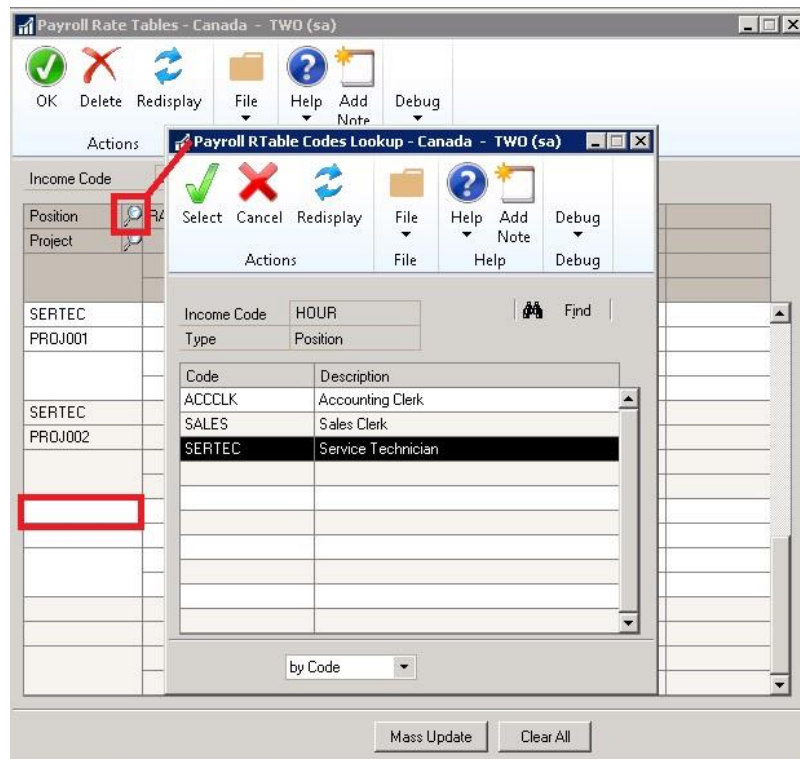 Payroll Rate Tables - Canada - TWO (sa)
OK Delete Redisplay File Help Add Note Debug
Actions
Payroll RTable Codes Lookup - Canada - TWO (sa)
Select Cancel Redisplay File Help Add Note Debug
Actions File Help Debug
Income Code
Position
Project
Income Code HOUR Find
Type Position
Code Description
ACCCLK Accounting Clerk
SALES Sales Clerk
SERTEC Service Technician
SERTEC
PROJ001
SERTEC
PROJ002
by Code
Mass Update Clear All